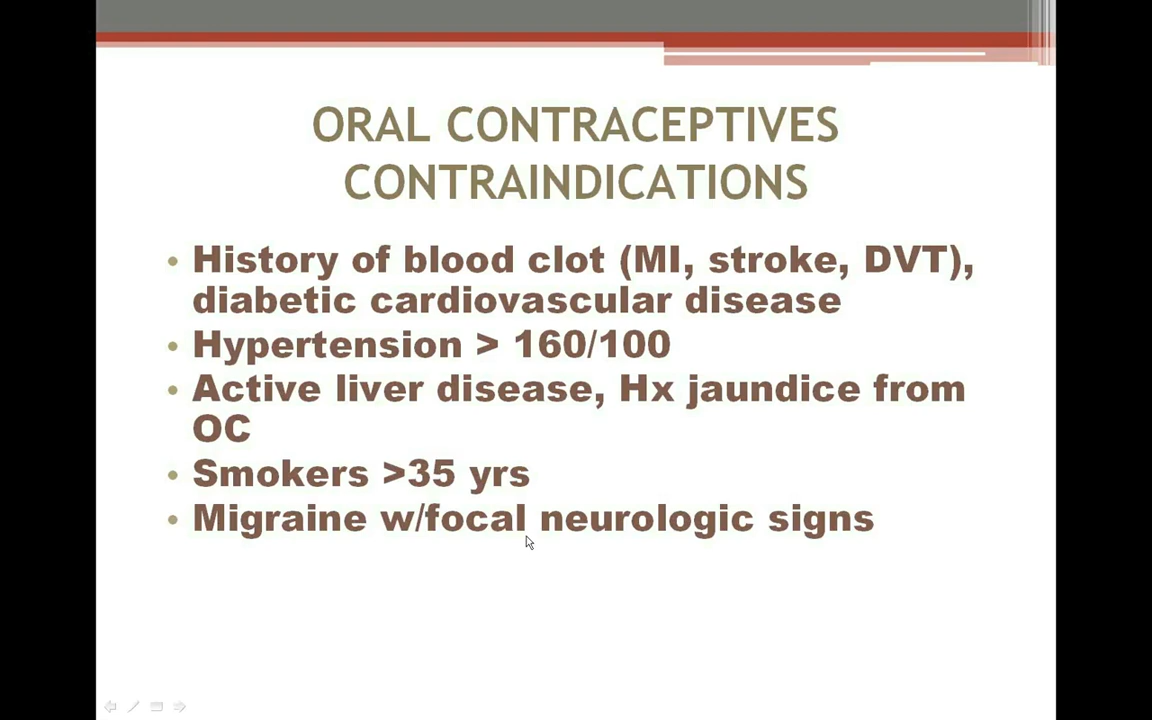 ORAL CONTRACEPTIVES
CONTRAINDICATIONS
• History of blood clot (MI, stroke, DVT),
diabetic cardiovascular disease
• Hypertension > 160/100
• Active liver disease, Hx jaundice from
OC
• Smokers >35 yrs
• Migraine w/focal neurologic signs